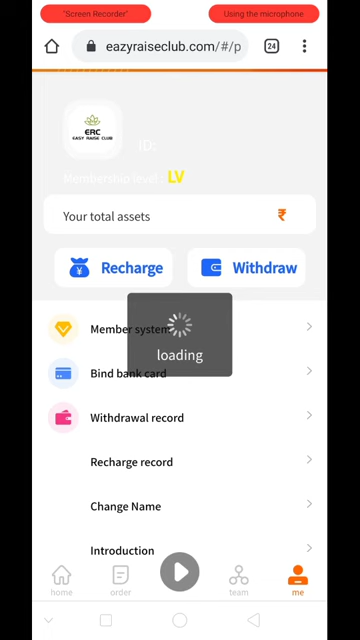 "Screen Recorder"
Using the microphone
eazyraiseclub.com/#/p
24
ERC
EASY RAISE CLUB
ID:
Membership level : LV
Your total assets
₹
Recharge
Withdraw
Member system
loading
Bind bank card
Withdrawal record
Recharge record
Change Name
Introduction
home
order
team
me